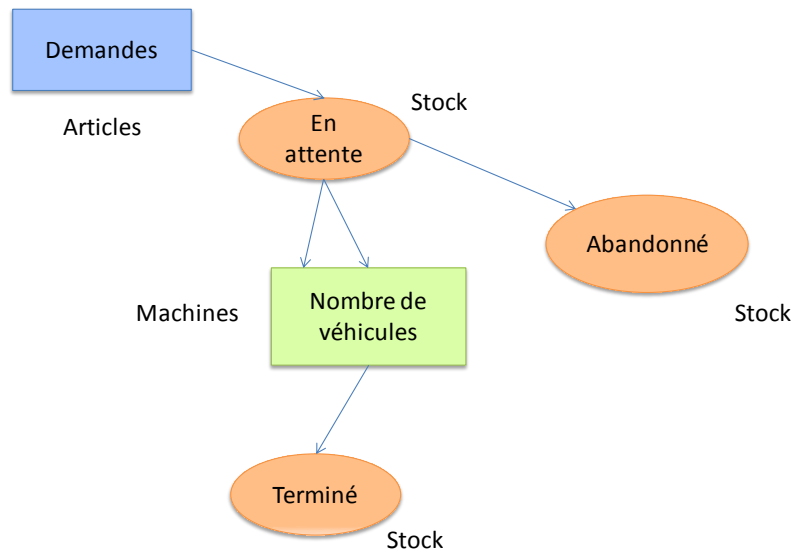 Demandes
Stock
Articles
En
attente
Abandonné
Machines
Nombre de
véhicules
Stock
Terminé
Stock